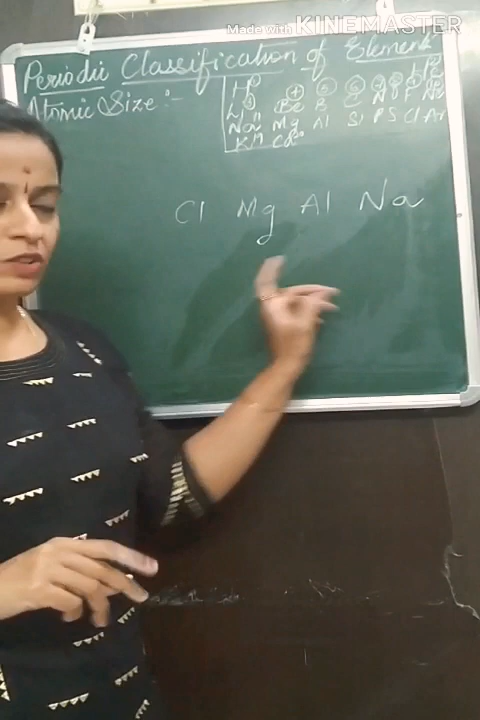 Made with KINEMASTER
Periodic Classification of Element
Atomic Size :-
H He
Li Be B C N O F Ne
Na Mg Al Si P S Cl Ar
K Ca
Cl Mg Al Na